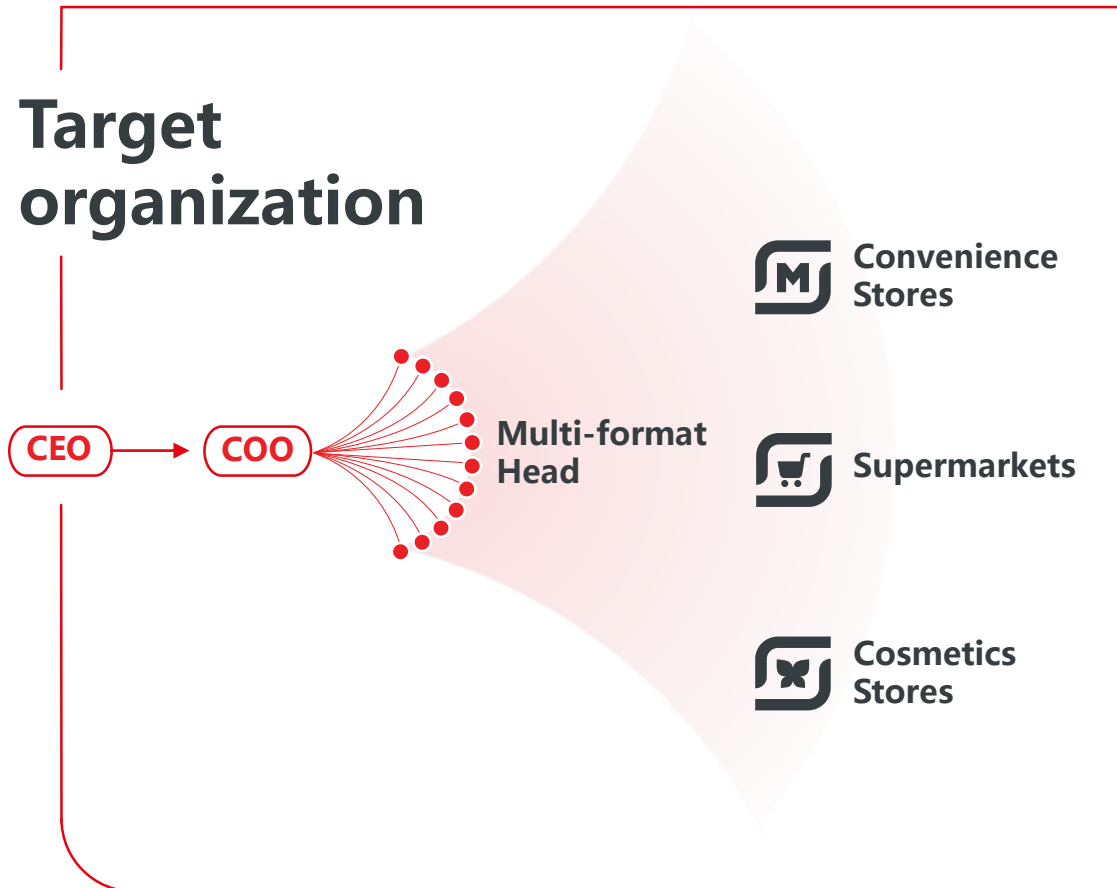 Target
organization
CEO
COO
Multi-format
Head
M
Convenience
Stores
Supermarkets
Cosmetics
Stores